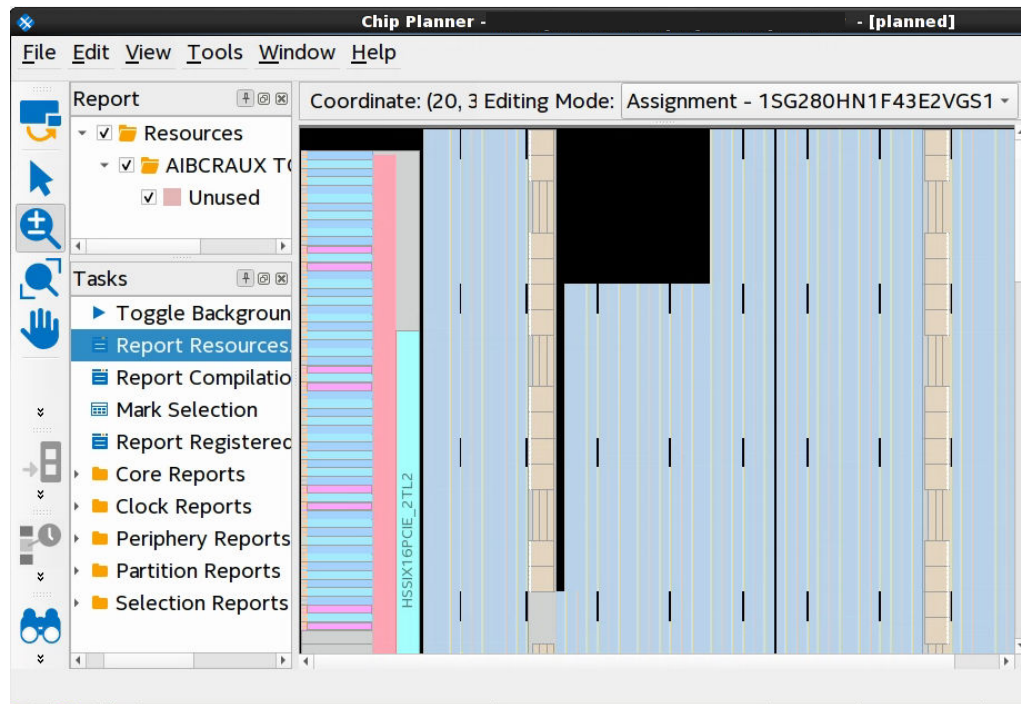 Chip Planner - - [planned]
File Edit View Tools Window Help
Report
Coordinate: (20, 3 Editing Mode: Assignment - 1SG280HN1F43E2VGS1
Resources
AIBCRAUX TO
Unused
Tasks
Toggle Backgroun
Report Resources.
Report Compilatio
Mark Selection
Report Registered
Core Reports
Clock Reports
Periphery Reports
Partition Reports
Selection Reports
HSSIX16PCIE_2TL2